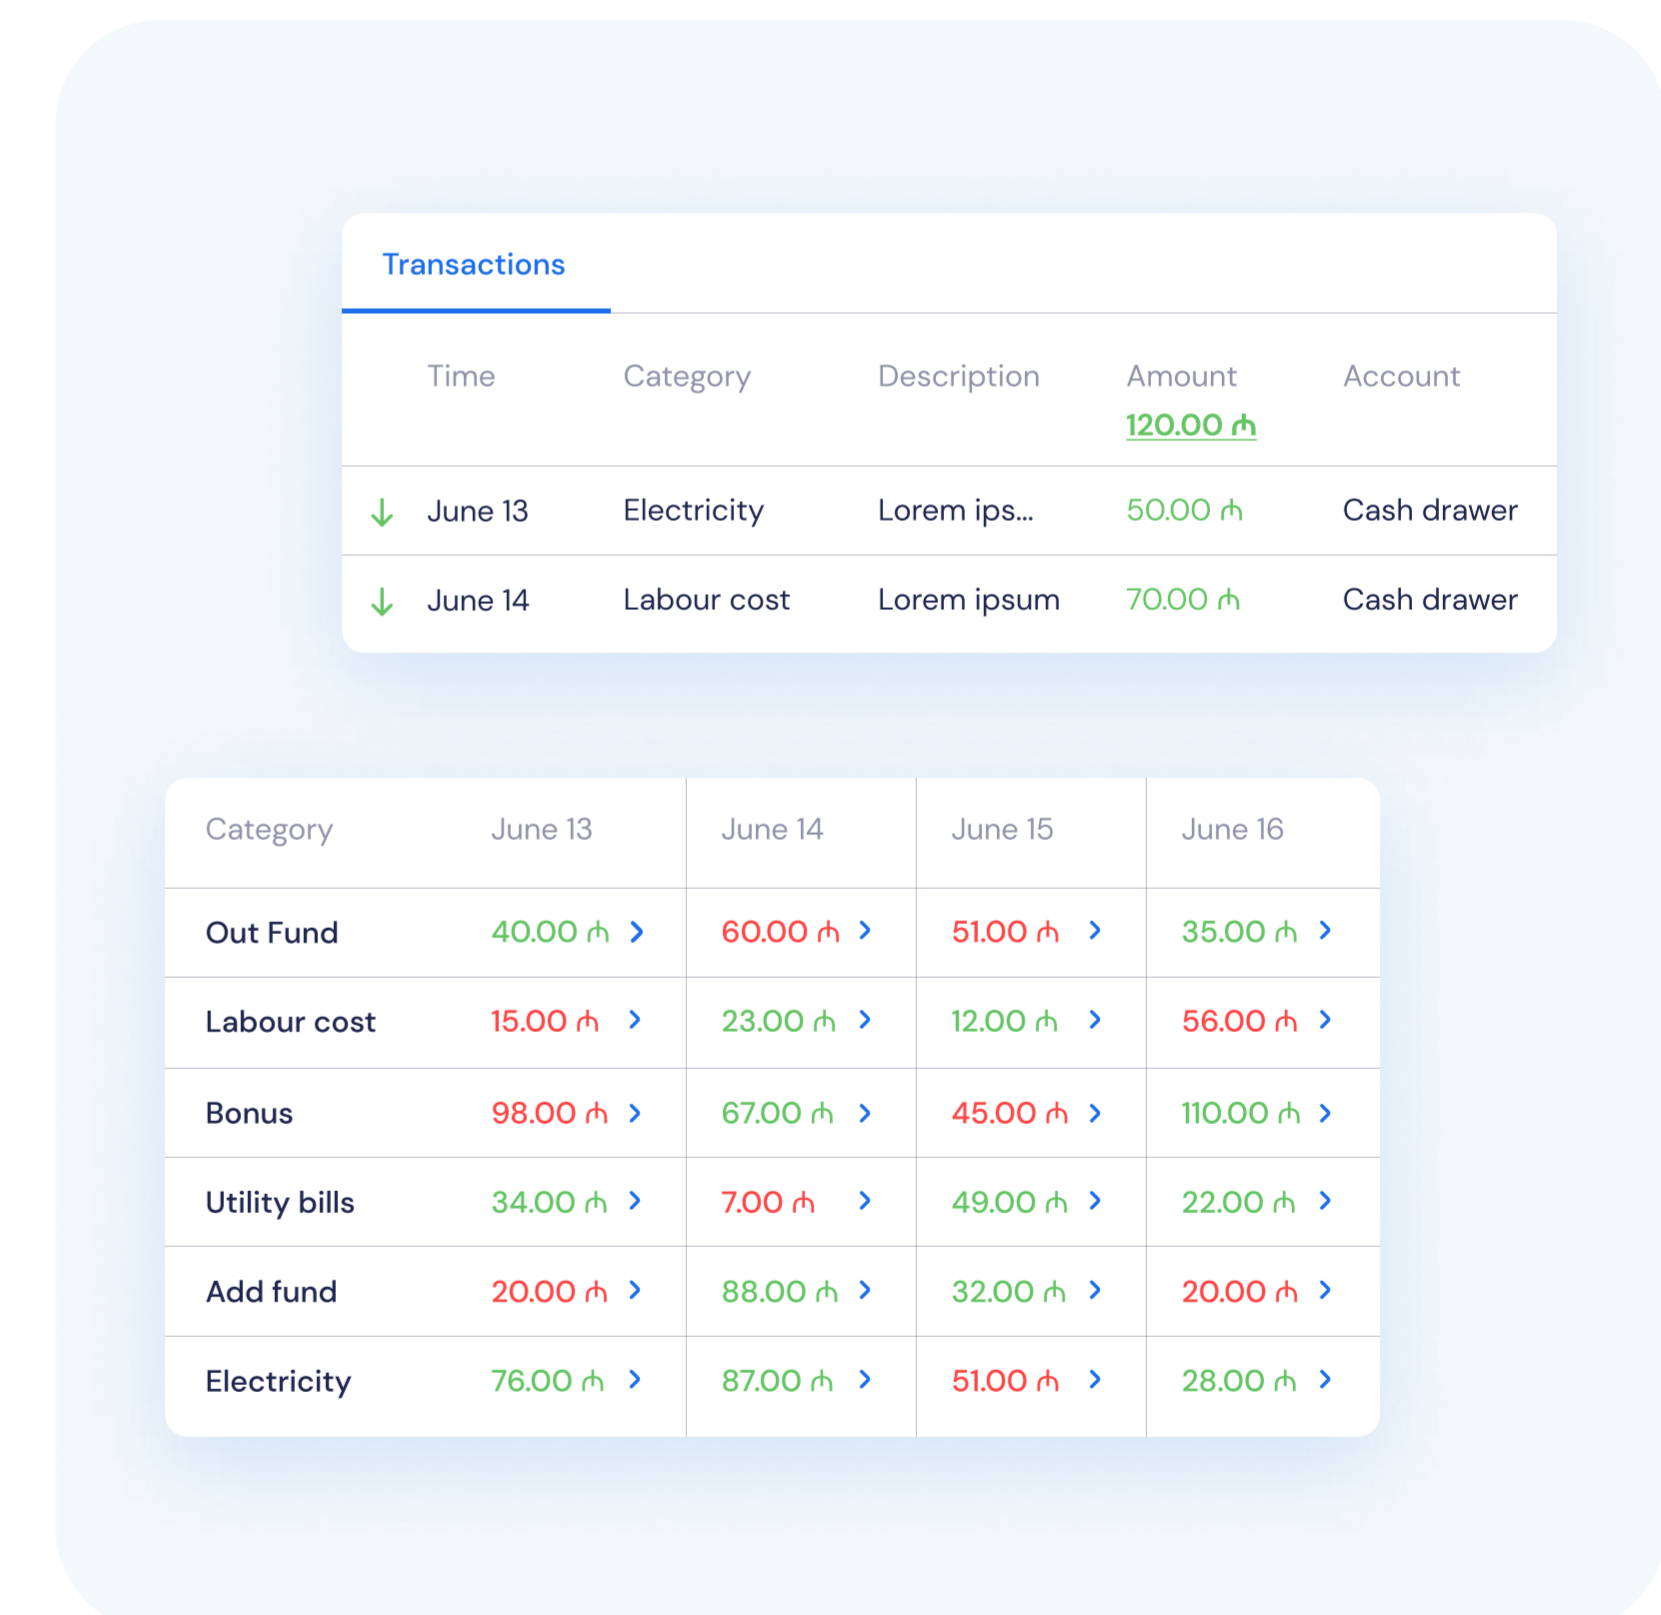 Transactions
Time Category Description Amount Account
120.00 ₼
June 13 Electricity Lorem ips... 50.00 ₼ Cash drawer
June 14 Labour cost Lorem ipsum 70.00 ₼ Cash drawer
Category June 13 June 14 June 15 June 16
Out Fund 40.00 ₼ 60.00 ₼ 51.00 ₼ 35.00 ₼
Labour cost 15.00 ₼ 23.00 ₼ 12.00 ₼ 56.00 ₼
Bonus 98.00 ₼ 67.00 ₼ 45.00 ₼ 110.00 ₼
Utility bills 34.00 ₼ 7.00 ₼ 49.00 ₼ 22.00 ₼
Add fund 20.00 ₼ 88.00 ₼ 32.00 ₼ 20.00 ₼
Electricity 76.00 ₼ 87.00 ₼ 51.00 ₼ 28.00 ₼